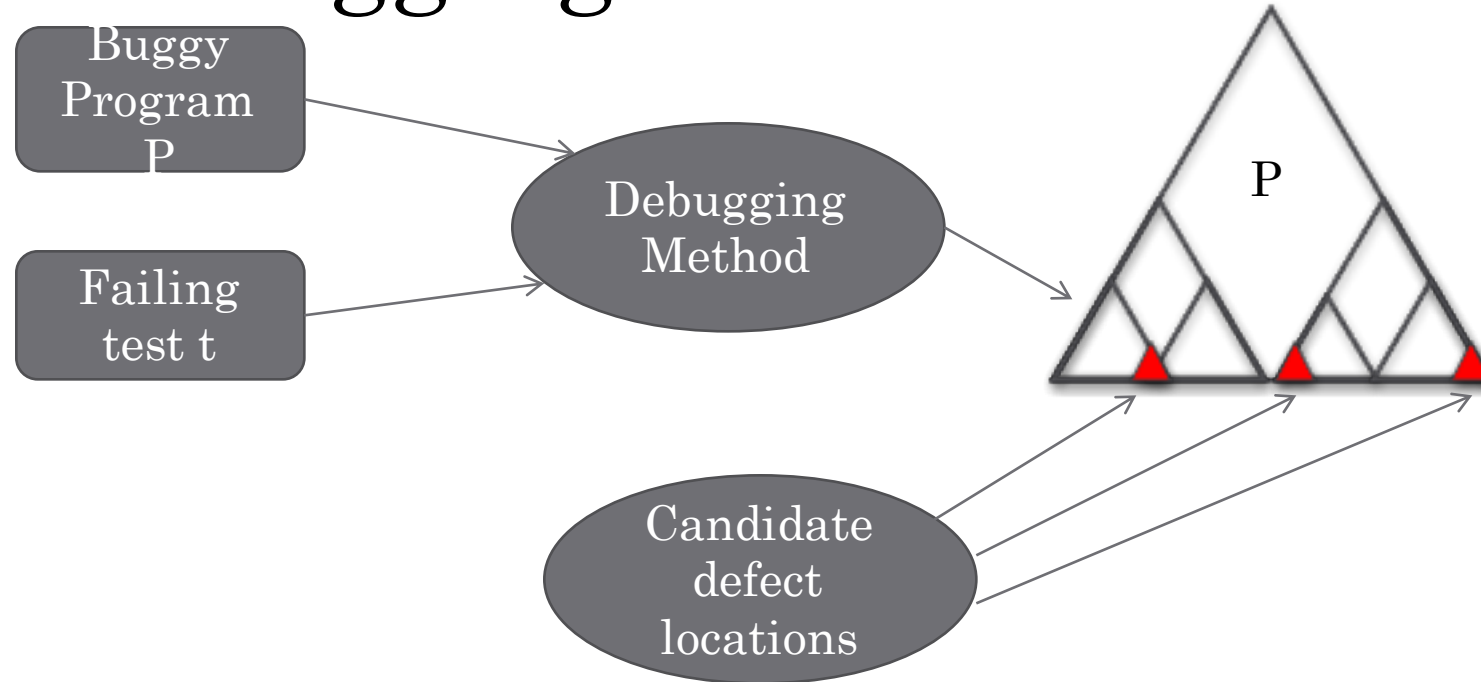 Buggy
Program
P
Failing
test t
Debugging
Method
P
Candidate
defect
locations